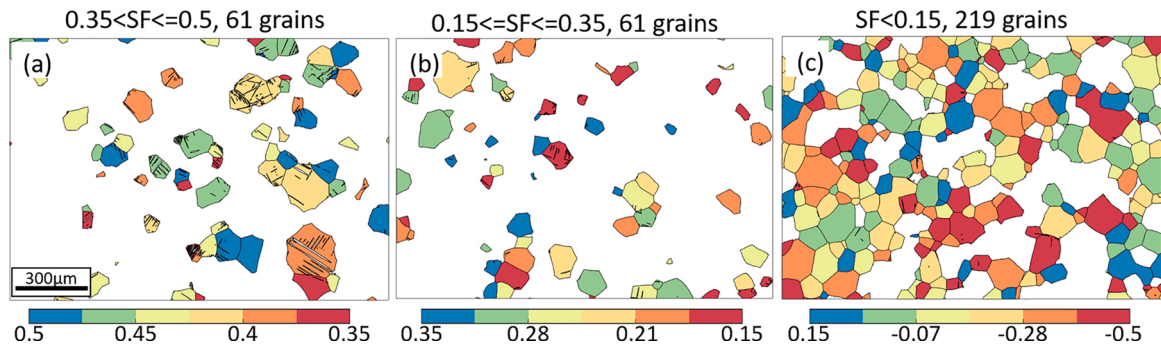 0.35<SF<=0.5, 61 grains
0.15<=SF<=0.35, 61 grains
SF<0.15, 219 grains
(a)
(b)
(c)
300μm
0.5 0.45 0.4 0.35
0.35 0.28 0.21 0.15
0.15 -0.07 -0.28 -0.5